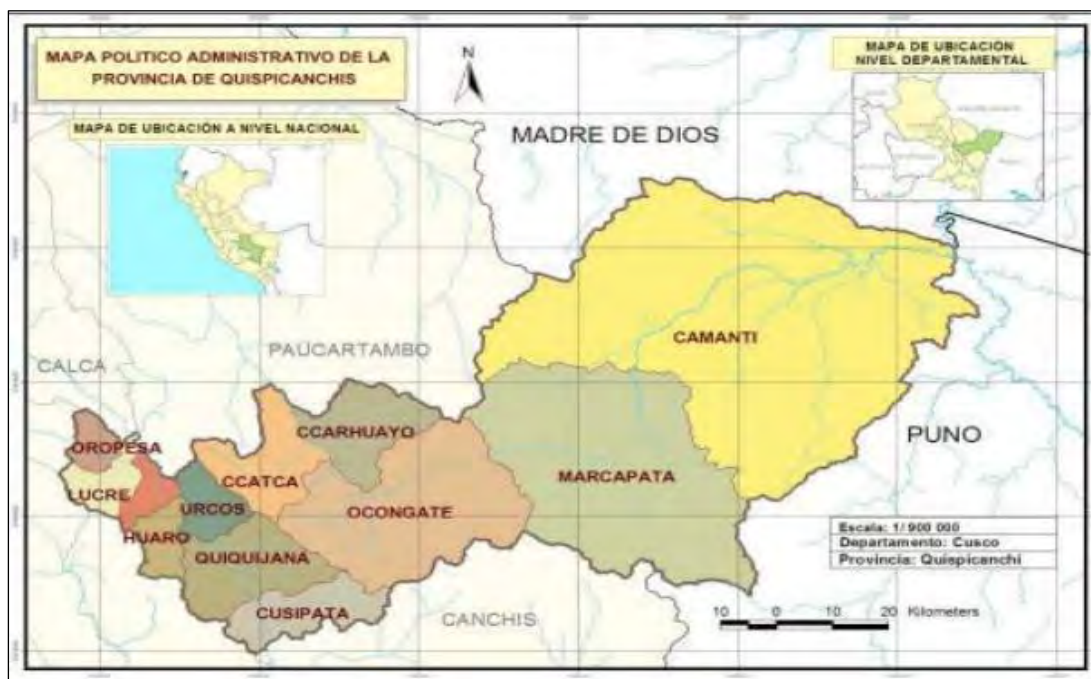 MAPA POLITICO ADMINISTRATIVO DE LA
PROVINCIA DE QUISPICANCHIS
N
MAPA DE UBICACIÓN
NIVEL DEPARTAMENTAL
MAPA DE UBICACIÓN A NIVEL NACIONAL
MADRE DE DIOS
CAMANTI
PAUCARTAMBO
CALCA
CCARHUAYO
OROPESA
PUNO
MARCAPATA
CCATCA
LUCRE
URCOS
OCONGATE
HUARO
QUIQUIJANA
CUSIPATA
CANCHIS
Escala: 1/ 900 000
Departamento: Cusco
Provincia: Quispicanchi
10 0 10 20 Kilometers